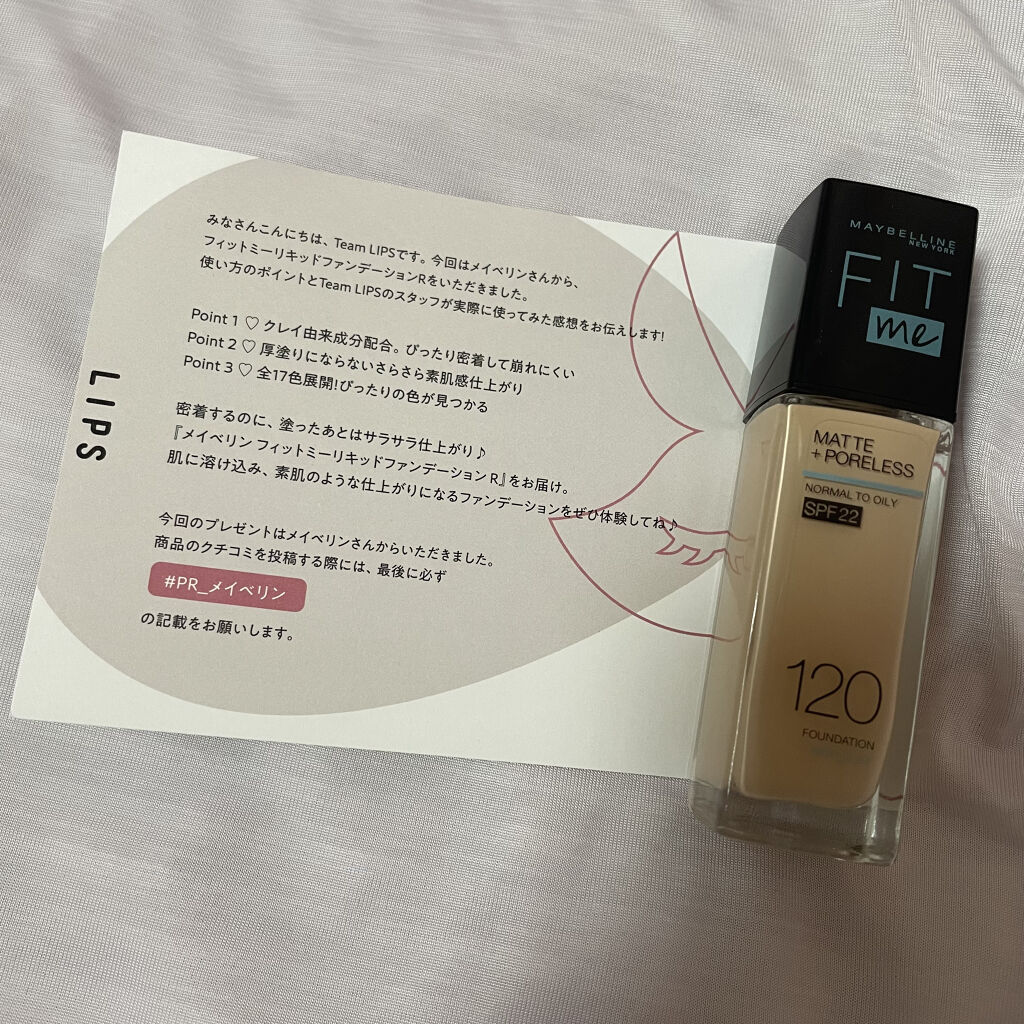 みなさんこんにちは、Team LIPSです。今回はメイベリンさんから、
フィットミーリキッドファンデーションRをいただきました。
使い方のポイントとTeam LIPSのスタッフが実際に使ってみた感想をお伝えします!
Point 1 ♡ クレイ由来成分配合。ぴったり密着して崩れにくい
Point 2 ♡ 厚塗りにならないさらさら素肌感仕上がり
Point 3 ♡ 全17色展開!ぴったりの色が見つかる
密着するのに、塗ったあとはサラサラ仕上がり♪
『メイベリン フィットミーリキッドファンデーション R』をお届け。
肌に溶け込み、素肌のような仕上がりになるファンデーションをぜひ体験してね♪
今回のプレゼントはメイベリンさんからいただきました。
商品のクチコミを投稿する際には、最後に必ず
#PR_メイベリン
の記載をお願いします。
LIPS
MAYBELLINE
NEW YORK
FIT
me
MATTE
+ PORELESS
NORMAL TO OILY
SPF 22
120
FOUNDATION